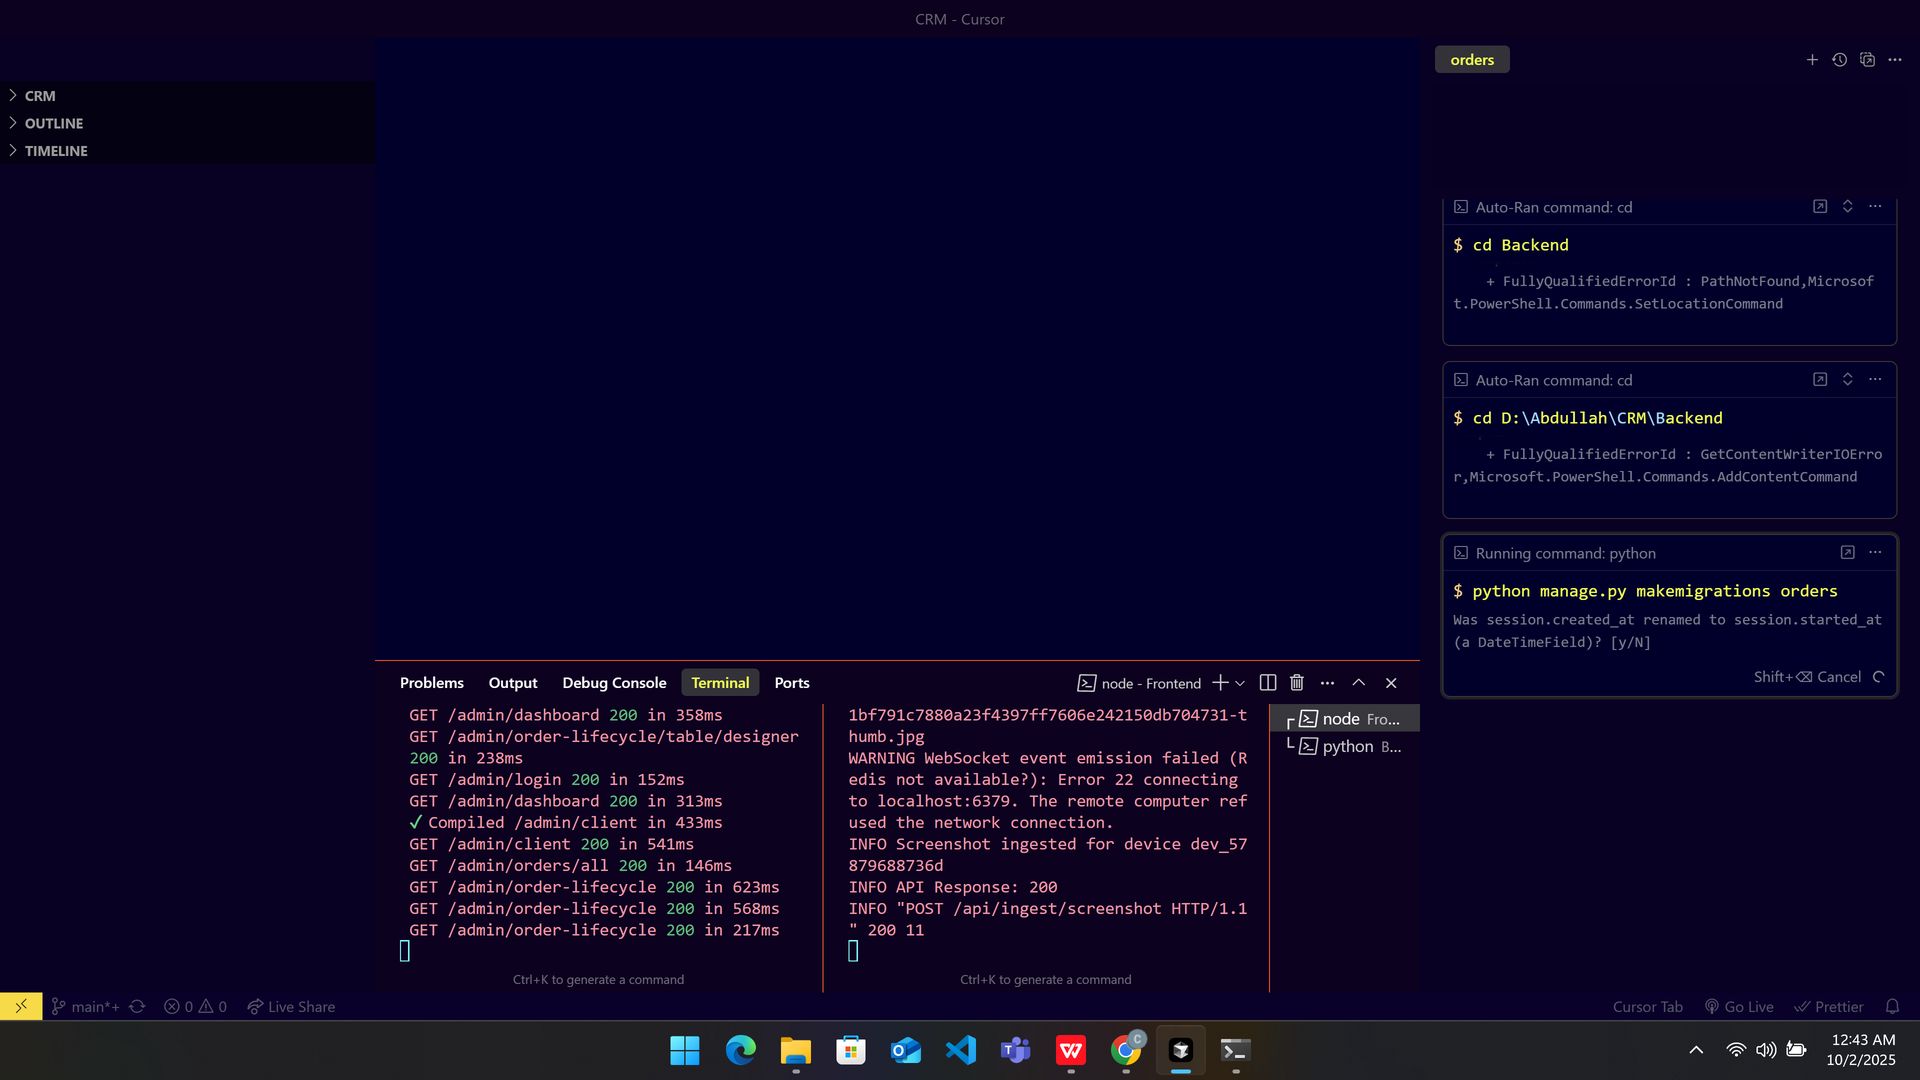 CRM - Cursor
CRM
OUTLINE
TIMELINE
orders
Auto-Ran command: cd
$ cd Backend
+ FullyQualifiedErrorId : PathNotFound,Microsof
t.PowerShell.Commands.SetLocationCommand
Auto-Ran command: cd
$ cd D:\Abdullah\CRM\Backend
+ FullyQualifiedErrorId : GetContentWriterIOErro
r,Microsoft.PowerShell.Commands.AddContentCommand
Running command: python
$ python manage.py makemigrations orders
Was session.created_at renamed to session.started_at
(a DateTimeField)? [y/N]
Shift+⌫ Cancel
Problems Output Debug Console Terminal Ports
node - Frontend
GET /admin/dashboard 200 in 358ms
GET /admin/order-lifecycle/table/designer
200 in 238ms
GET /admin/login 200 in 152ms
GET /admin/dashboard 200 in 313ms
✓ Compiled /admin/client in 433ms
GET /admin/client 200 in 541ms
GET /admin/orders/all 200 in 146ms
GET /admin/order-lifecycle 200 in 623ms
GET /admin/order-lifecycle 200 in 568ms
GET /admin/order-lifecycle 200 in 217ms
Ctrl+K to generate a command
1bf791c7880a23f4397ff7606e242150db704731-t
humb.jpg
WARNING WebSocket event emission failed (R
edis not available?): Error 22 connecting
to localhost:6379. The remote computer ref
used the network connection.
INFO Screenshot ingested for device dev_57
879688736d
INFO API Response: 200
INFO "POST /api/ingest/screenshot HTTP/1.1
" 200 11
Ctrl+K to generate a command
node Fro...
python B...
main*+ 0 0 Live Share
Cursor Tab Go Live Prettier
12:43 AM
10/2/2025